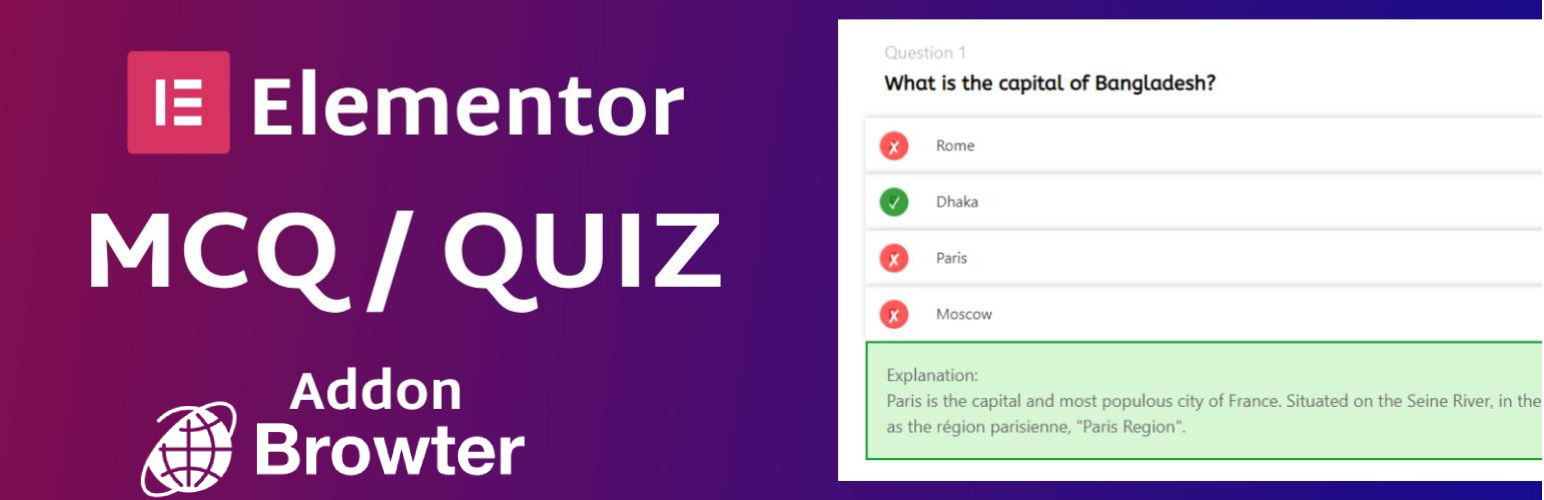 Elementor
MCQ / QUIZ
Addon
Browter
Question 1
What is the capital of Bangladesh?
Rome
Dhaka
Paris
Moscow
Explanation:
Paris is the capital and most populous city of France. Situated on the Seine River, in the
as the région parisienne, "Paris Region".